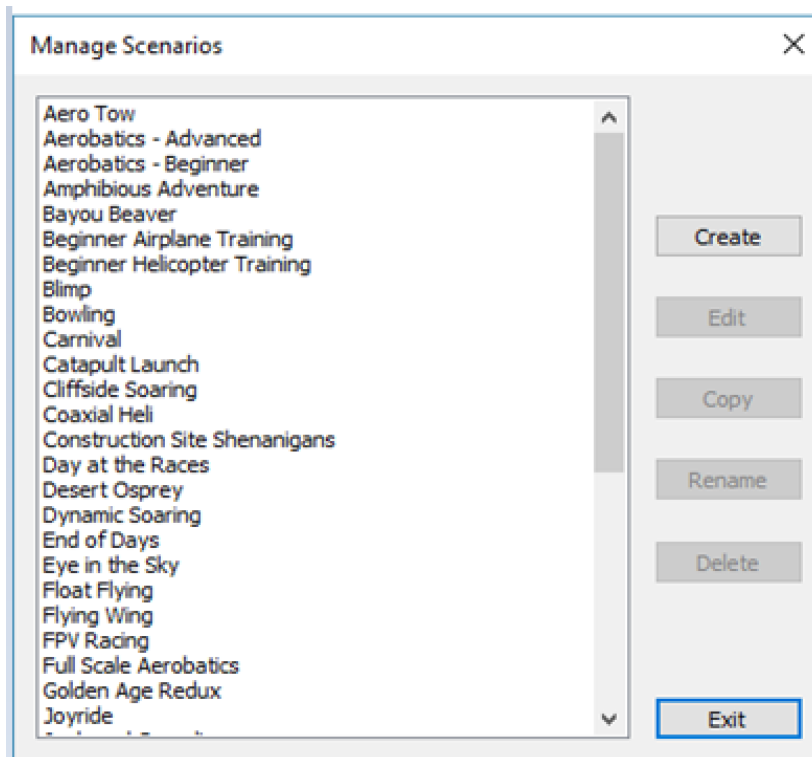 Manage Scenarios
Aero Tow
Aerobatics - Advanced
Aerobatics - Beginner
Amphibious Adventure
Bayou Beaver
Beginner Airplane Training
Beginner Helicopter Training
Blimp
Bowling
Carnival
Catapult Launch
Cliffside Soaring
Coaxial Heli
Construction Site Shenanigans
Day at the Races
Desert Osprey
Dynamic Soaring
End of Days
Eye in the Sky
Float Flying
Flying Wing
FPV Racing
Full Scale Aerobatics
Golden Age Redux
Joyride
Create
Edit
Copy
Rename
Delete
Exit